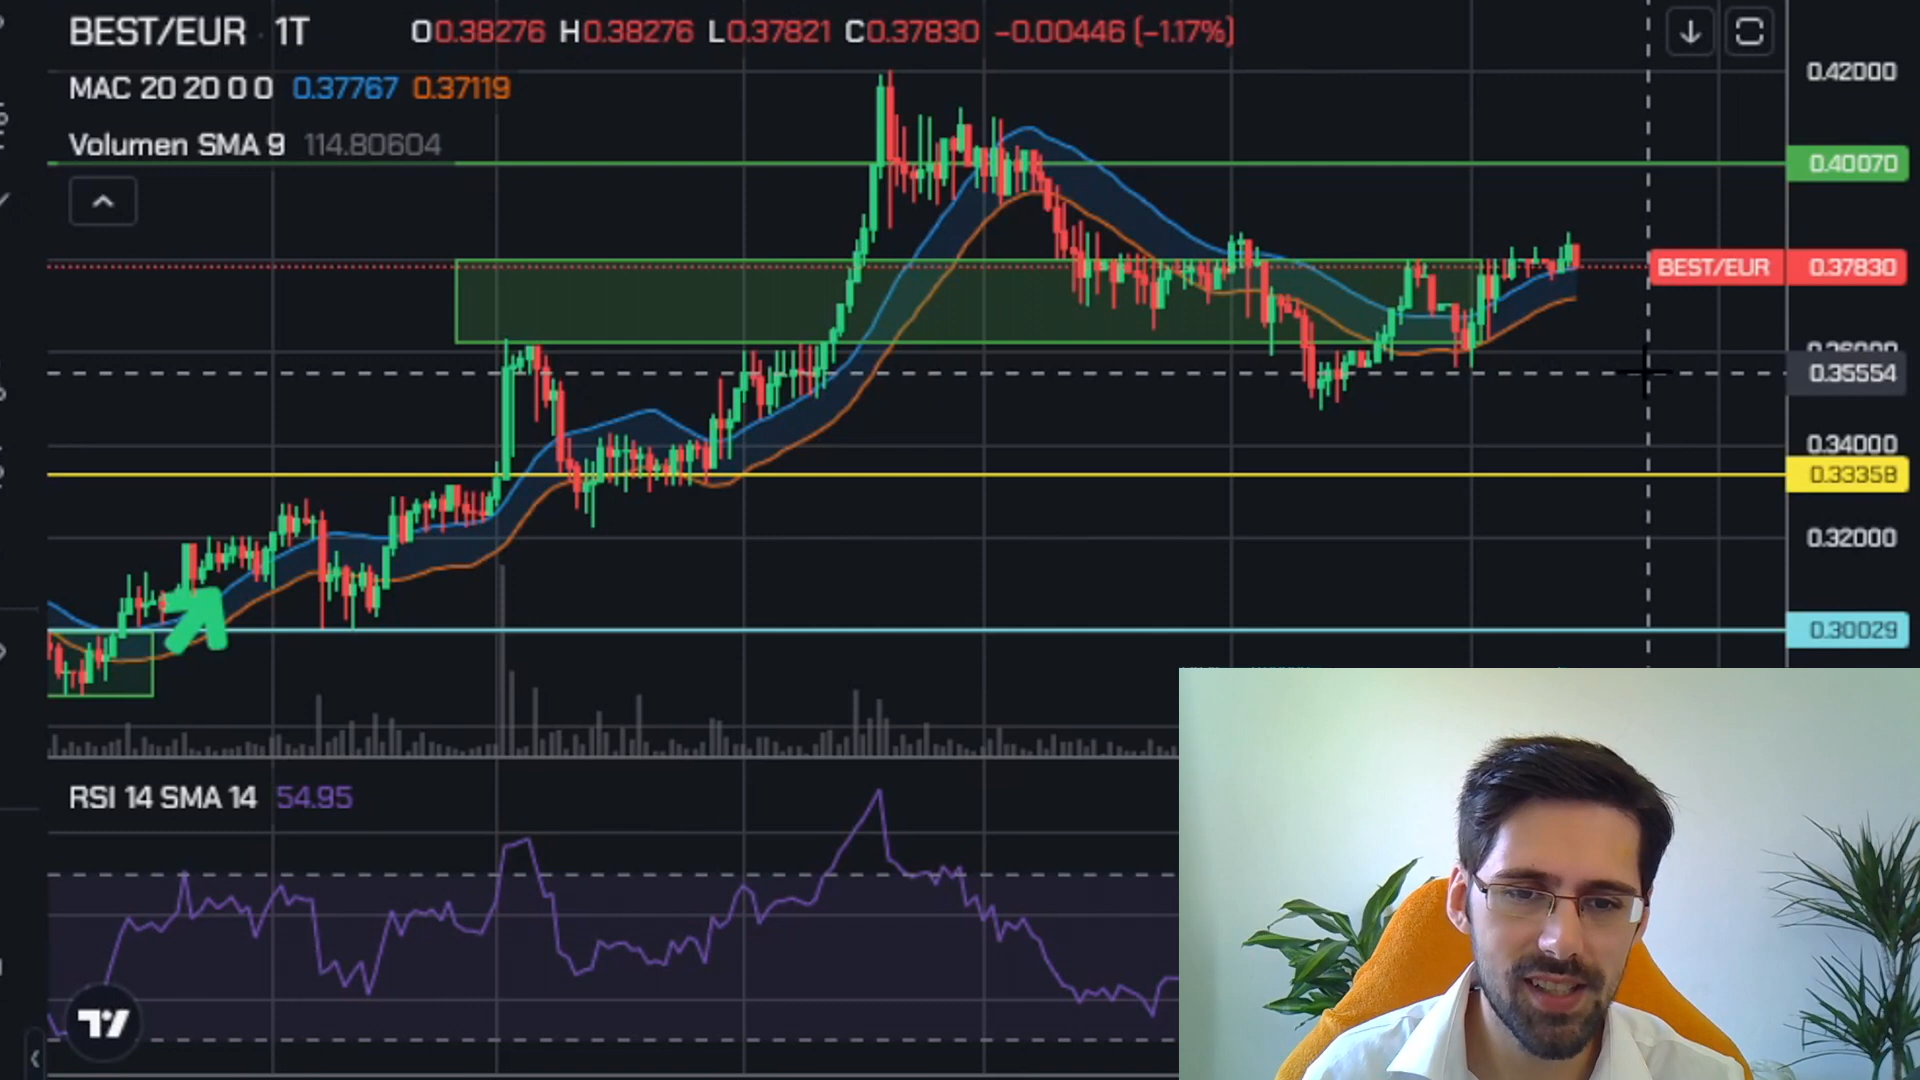 BEST/EUR · 1T O0.38276 H0.38276 L0.37821 C0.37830 −0.00446 (−1.17%)
MAC 20 20 0 0 0.37767 0.37119
Volumen SMA 9 114.80604
0.42000
0.40070
BEST/EUR 0.37830
0.36000
0.35554
0.34000
0.33358
0.32000
0.30029
RSI 14 SMA 14 54.95